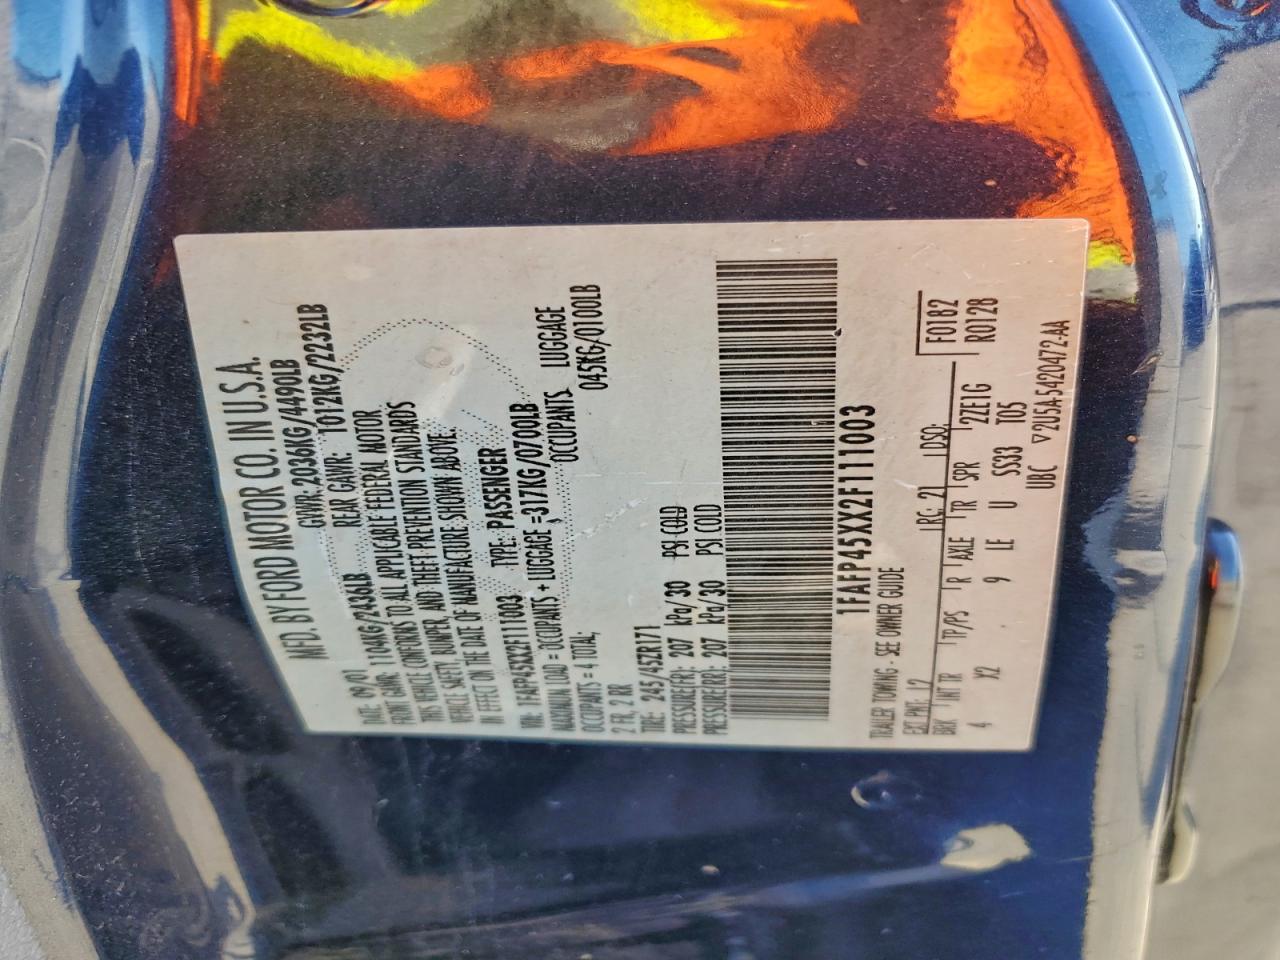 MFD. BY FORD MOTOR CO. IN U.S.A.
DATE: 09/01 GVWR: 2036KG/4490LB
FRONT GAWR: 1104KG/2436LB REAR GAWR: 1012KG/2232LB
THIS VEHICLE CONFORMS TO ALL APPLICABLE FEDERAL MOTOR
VEHICLE SAFETY, BUMPER, AND THEFT PREVENTION STANDARDS
IN EFFECT ON THE DATE OF MANUFACTURE SHOWN ABOVE.
VIN: 1FAFP45XX2F111003 TYPE: PASSENGER
MAXIMUM LOAD = OCCUPANTS + LUGGAGE = 317KG/0700LB
OCCUPANTS = 4 TOTAL; OCCUPANTS LUGGAGE
2 FR, 2 RR 045KG/0100LB
TIRE: 245/45ZR17
PRESSURE FR: 207 kPa/30 PSI COLD
PRESSURE RR: 207 kPa/30 PSI COLD
1FAFP45XX2F111003
TRAILER TOWING - SEE OWNER GUIDE
F0182
EXT PNT: L2 RC: 21 DSO: R0128
BRK INT TR TP/PS R AXLE TR SPR 7ZE1G
4 X2 9 LE U SS33 T05
UBC ▽2U5A-5420472-AA